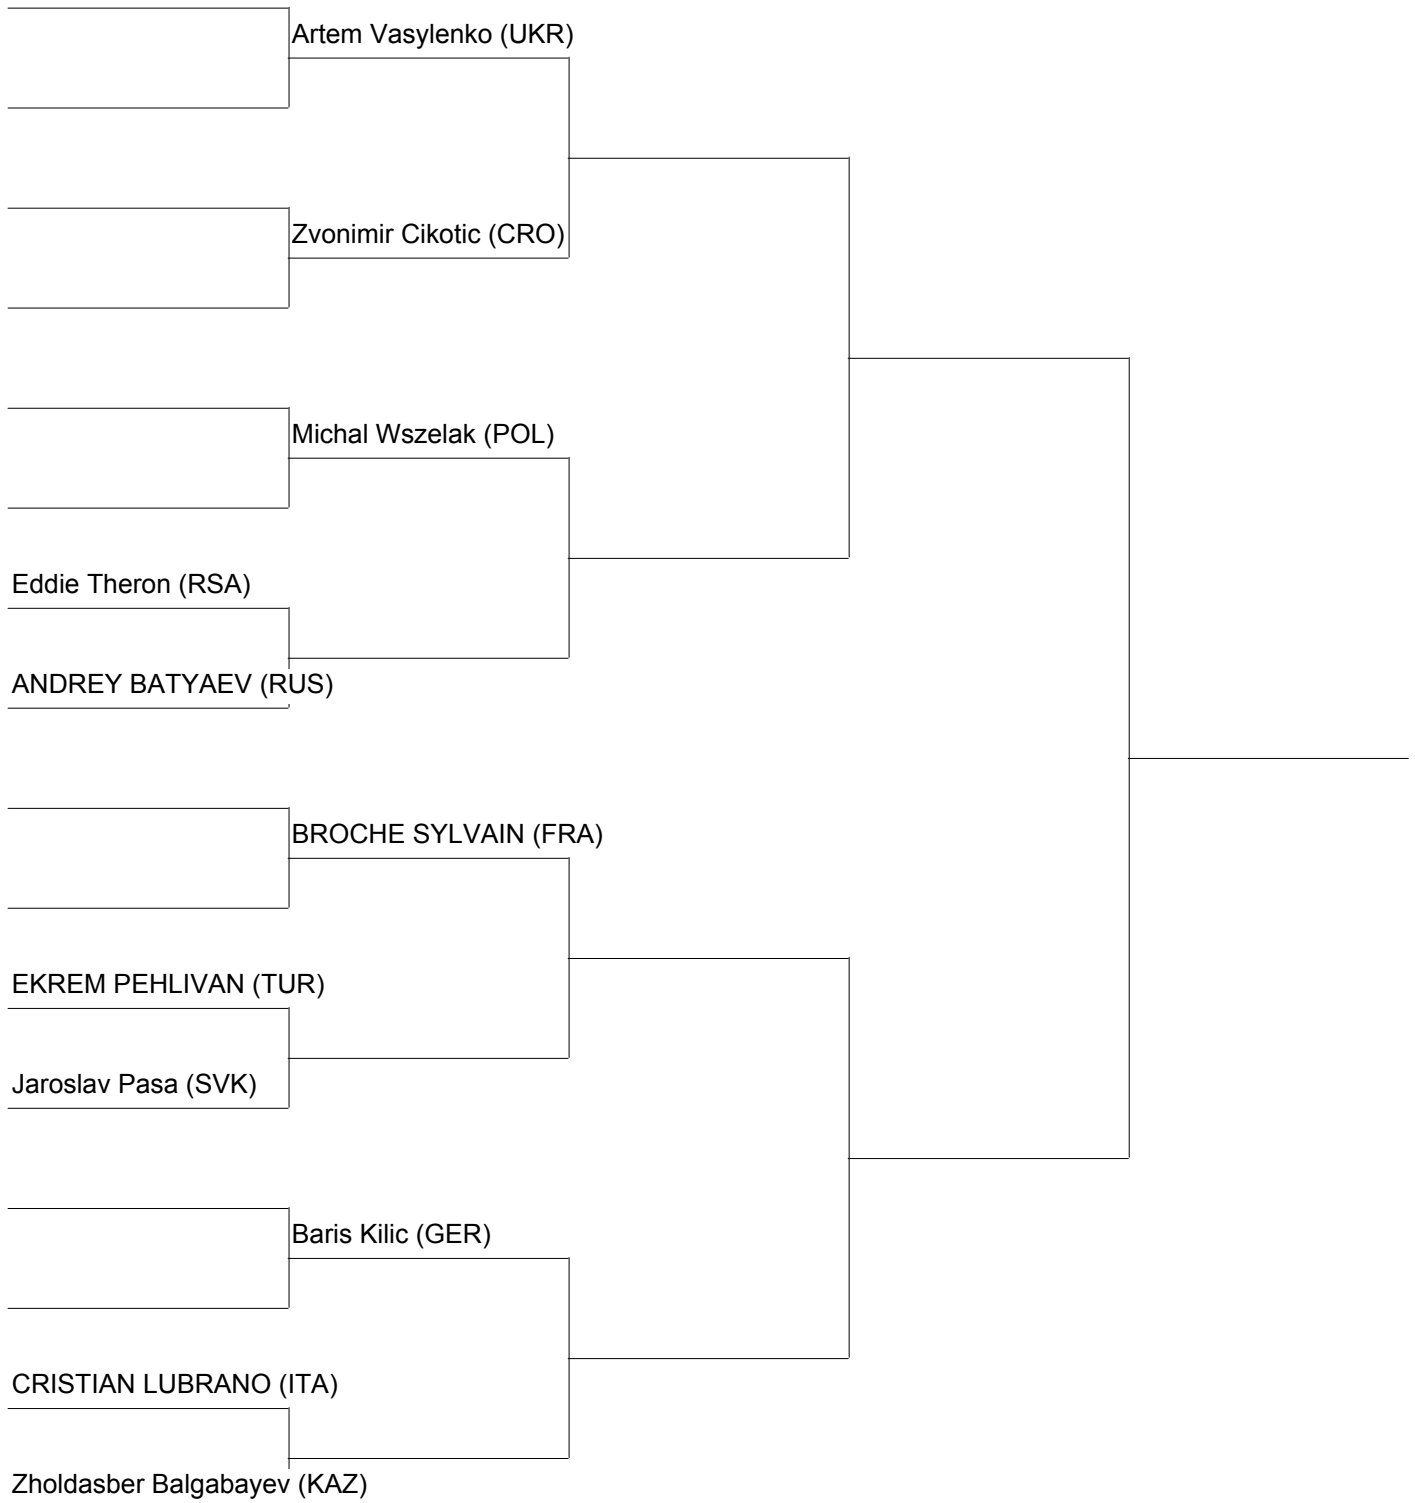 Artem Vasylenko (UKR)
Zvonimir Cikotic (CRO)
Michal Wszelak (POL)
Eddie Theron (RSA)
ANDREY BATYAEV (RUS)
BROCHE SYLVAIN (FRA)
EKREM PEHLIVAN (TUR)
Jaroslav Pasa (SVK)
Baris Kilic (GER)
CRISTIAN LUBRANO (ITA)
Zholdasber Balgabayev (KAZ)